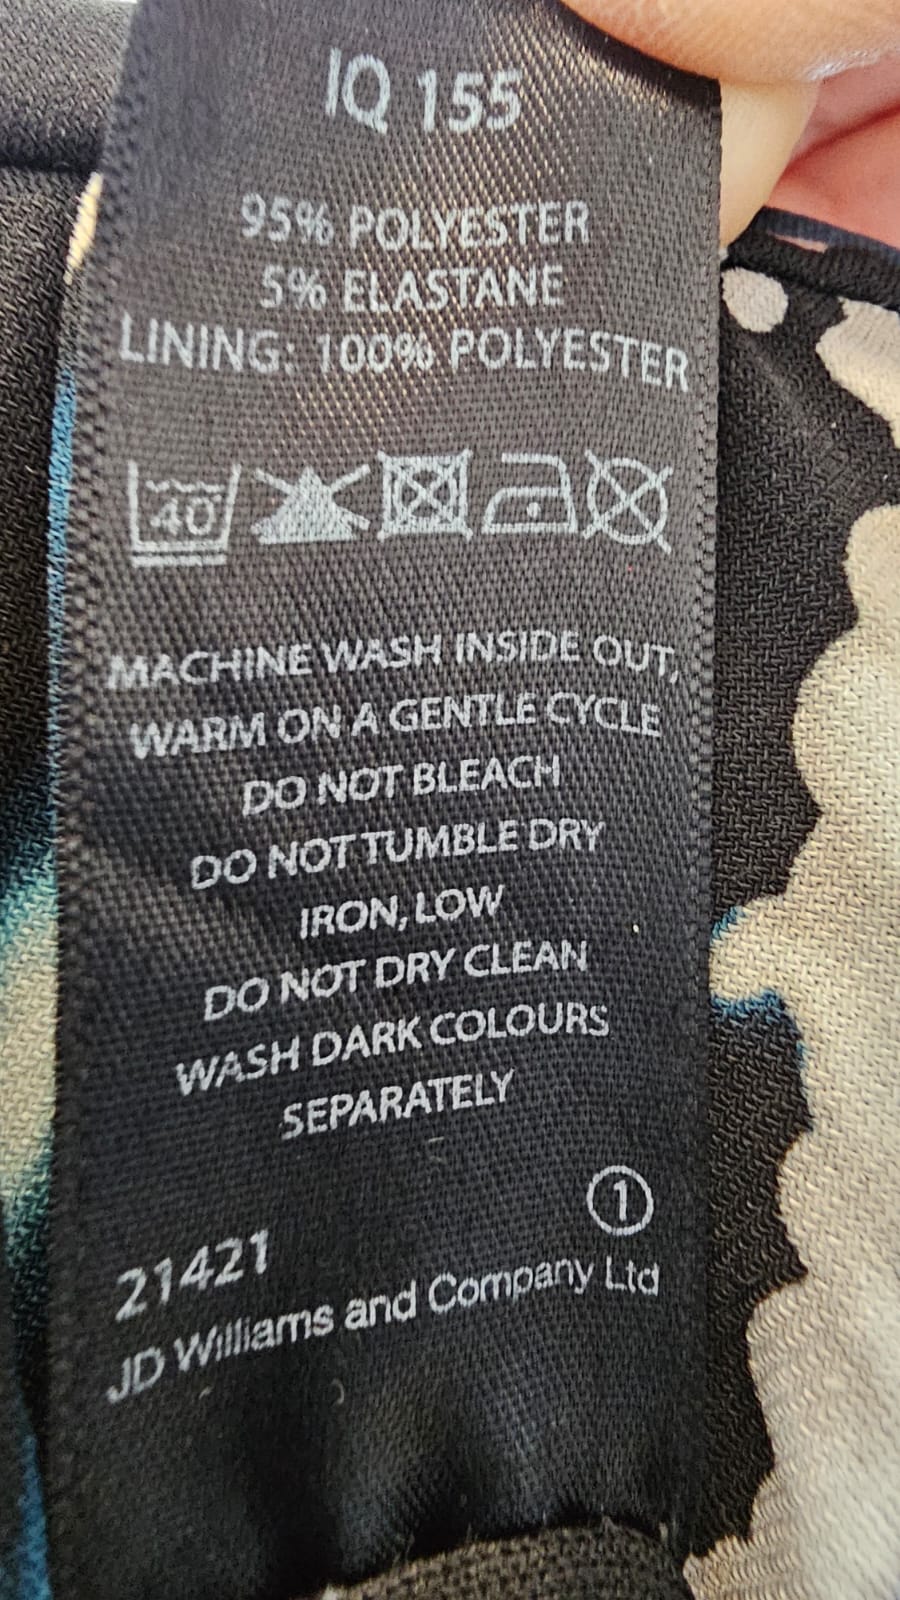 IQ 155
95% POLYESTER
5% ELASTANE
LINING: 100% POLYESTER
40
MACHINE WASH INSIDE OUT,
WARM ON A GENTLE CYCLE
DO NOT BLEACH
DO NOT TUMBLE DRY
IRON, LOW
DO NOT DRY CLEAN
WASH DARK COLOURS
SEPARATELY
1
21421
JD Williams and Company Ltd